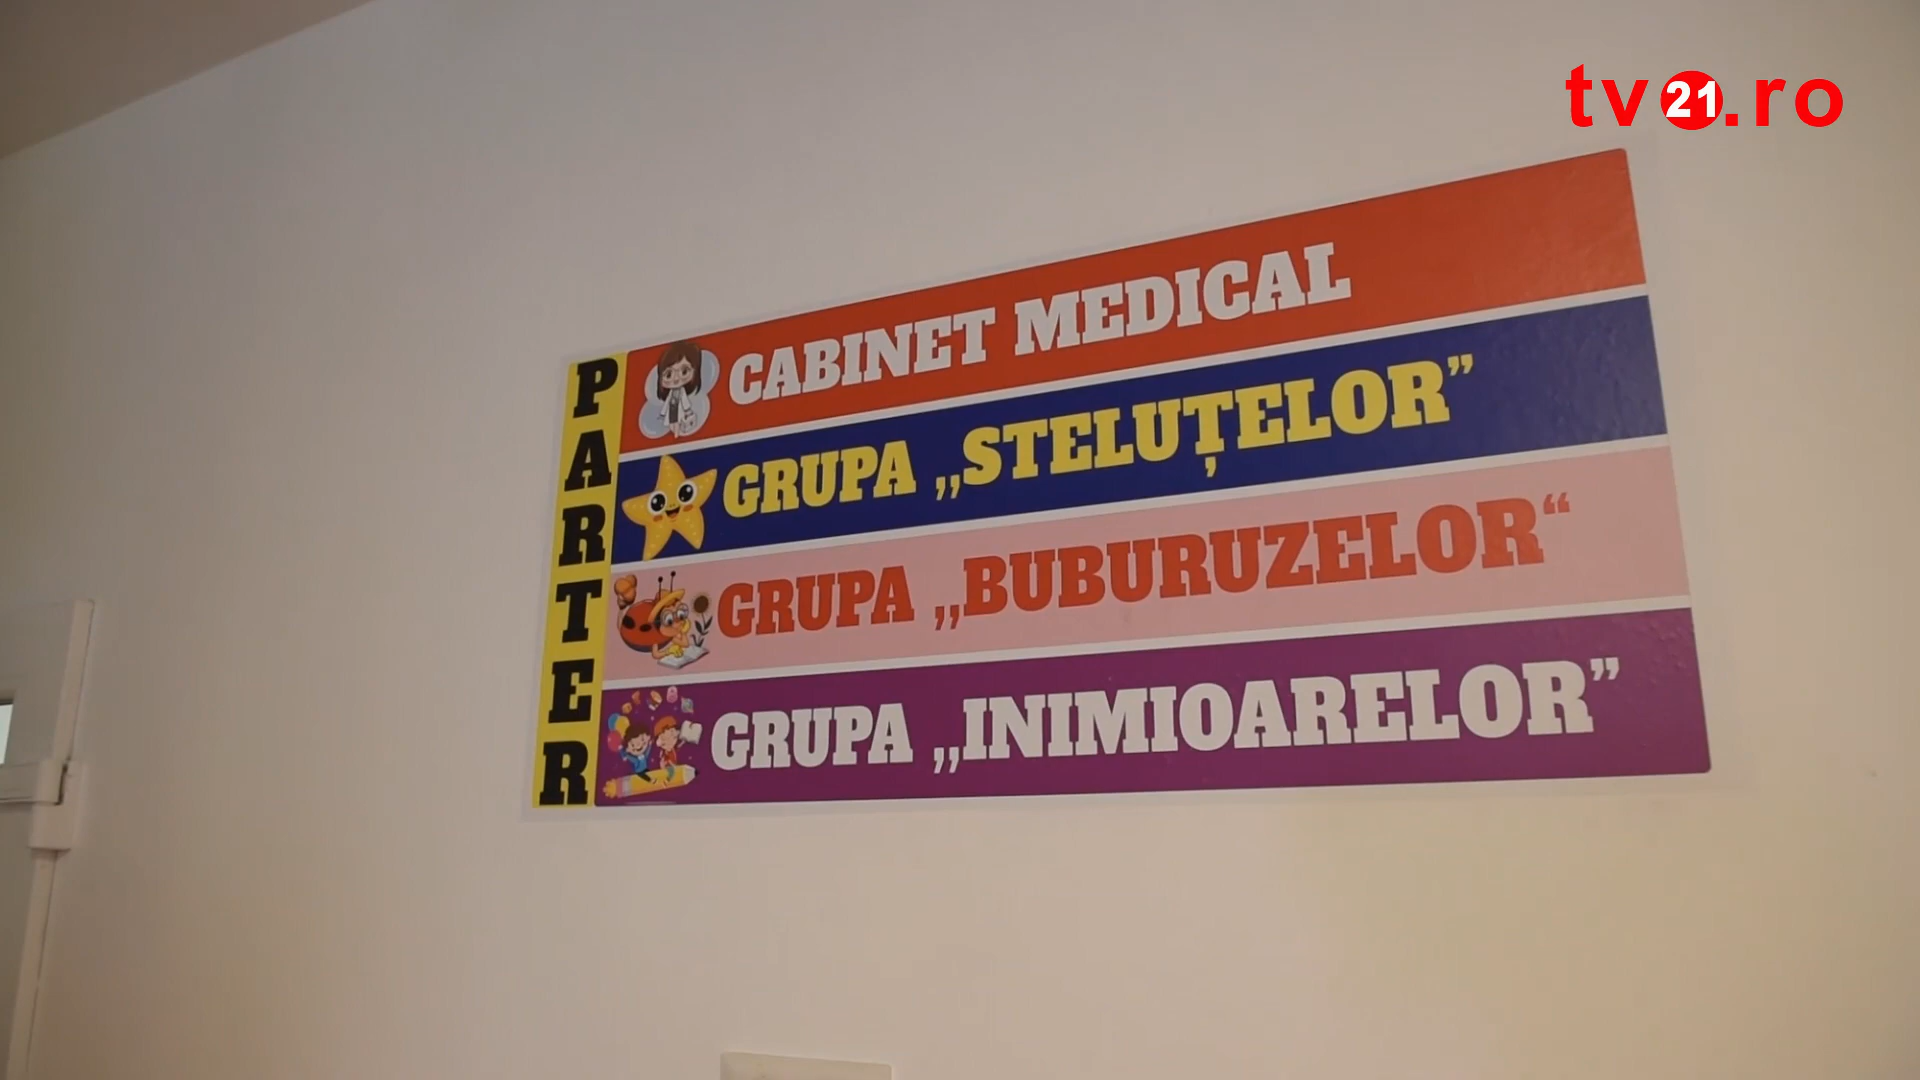 tv21.ro
PARTER
CABINET MEDICAL
GRUPA „STELUȚELOR”
GRUPA „BUBURUZELOR“
GRUPA „INIMIOARELOR”